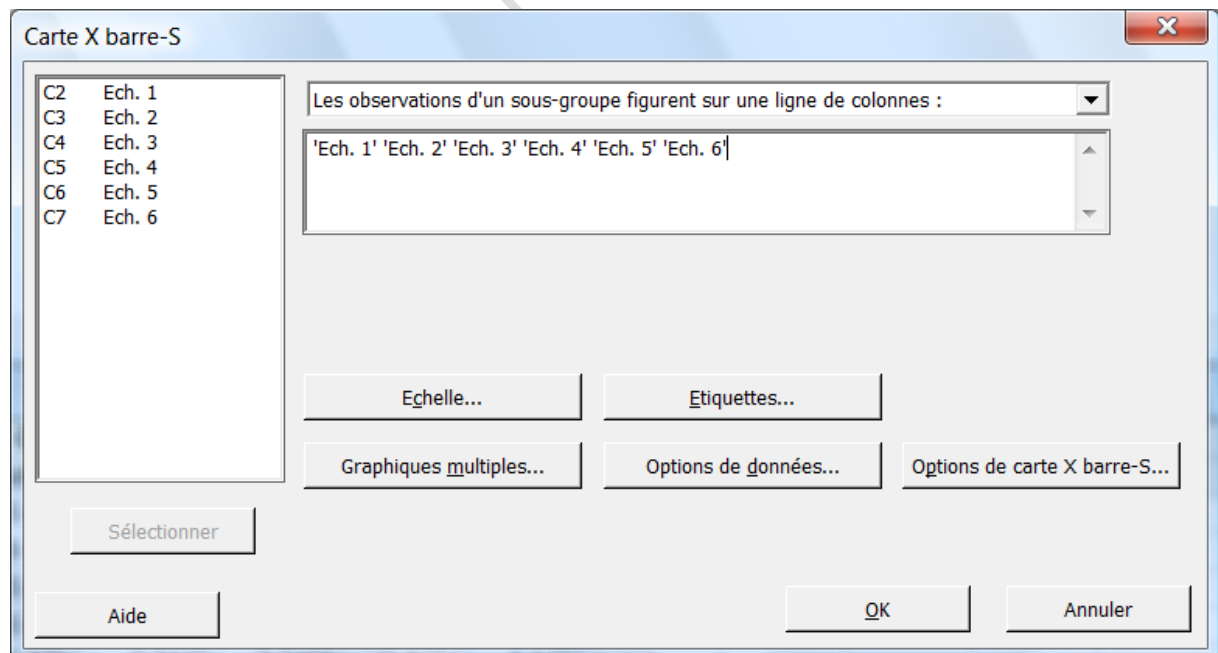 Carte X barre-S
C2 Ech. 1
C3 Ech. 2
C4 Ech. 3
C5 Ech. 4
C6 Ech. 5
C7 Ech. 6
Les observations d'un sous-groupe figurent sur une ligne de colonnes :
'Ech. 1' 'Ech. 2' 'Ech. 3' 'Ech. 4' 'Ech. 5' 'Ech. 6'
Echelle...
Etiquettes...
Graphiques multiples...
Options de données...
Options de carte X barre-S...
Sélectionner
Aide
OK
Annuler